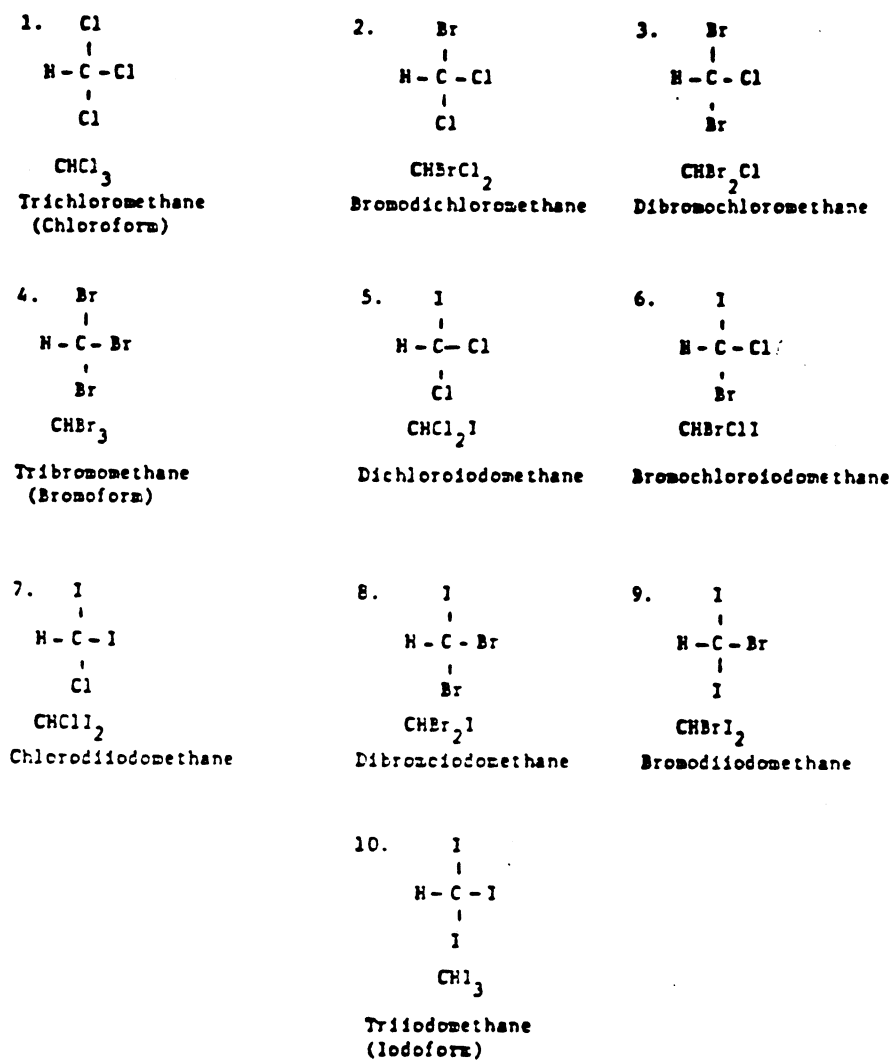 1. Cl
H - C - Cl
Cl
CHCl3
Trichloromethane
(Chloroform)
2. Br
H - C - Cl
Cl
CHBrCl2
Bromodichloromethane
3. Br
H - C - Cl
Br
CHBr2Cl
Dibromochloromethane
4. Br
H - C - Br
Br
CHBr3
Tribromomethane
(Bromoform)
5. I
H - C - Cl
Cl
CHCl2I
Dichloroiodomethane
6. I
H - C - Cl
Br
CHBrClI
Bromochloroiodomethane
7. I
H - C - I
Cl
CHClI2
Chlorodiiodomethane
8. I
H - C - Br
Br
CHBr2I
Dibromoiodomethane
9. I
H - C - Br
I
CHBrI2
Bromodiiodomethane
10. I
H - C - I
I
CHI3
Triiodomethane
(Iodoform)